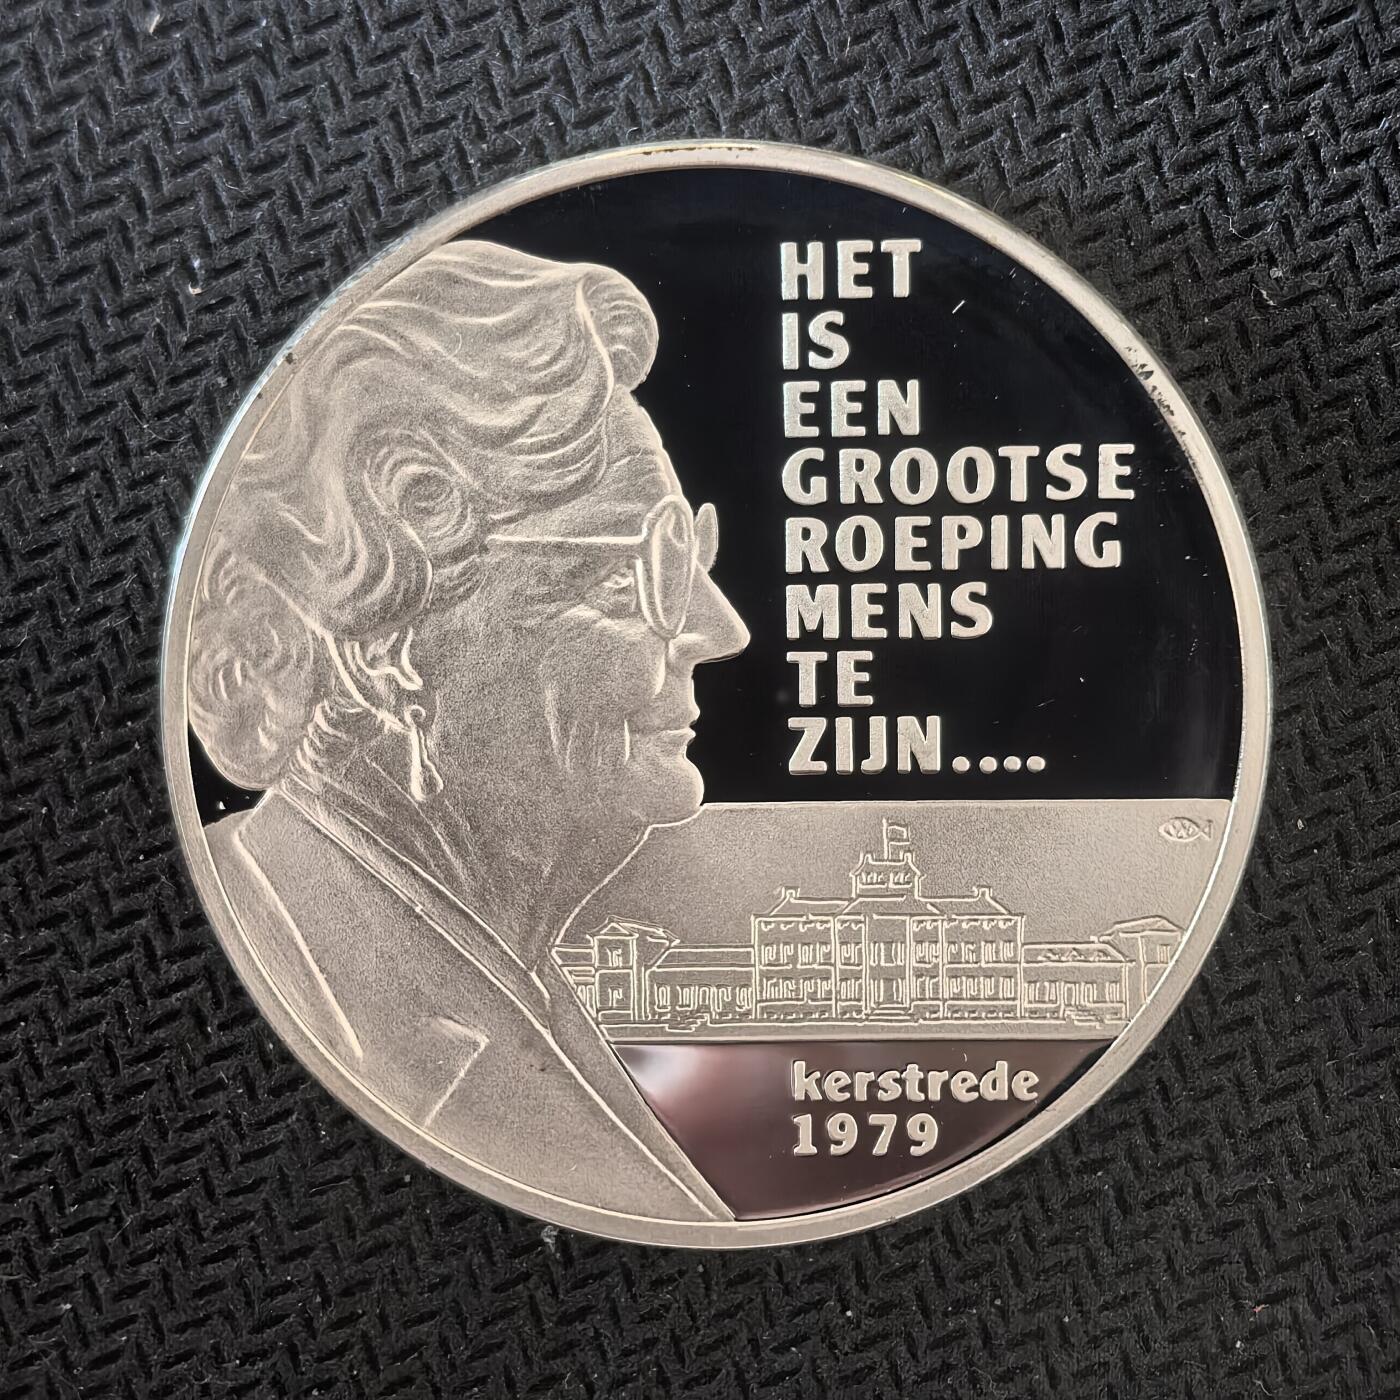 HET
IS
EEN
GROOTSE
ROEPING
MENS
TE
ZIJN....
kerstrede
1979